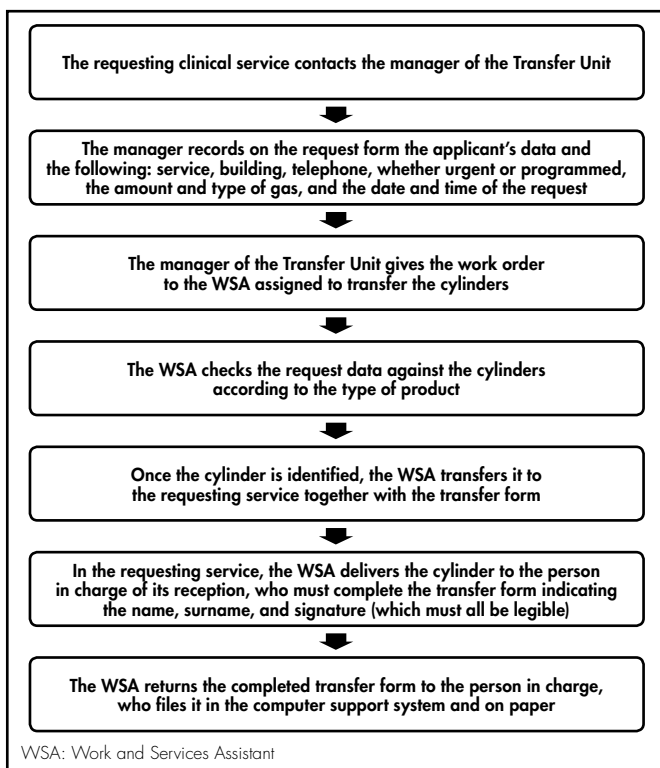 The requesting clinical service contacts the manager of the Transfer Unit
The manager records on the request form the applicant's data and
the following: service, building, telephone, whether urgent or programmed,
the amount and type of gas, and the date and time of the request
The manager of the Transfer Unit gives the work order
to the WSA assigned to transfer the cylinders
The WSA checks the request data against the cylinders
according to the type of product
Once the cylinder is identified, the WSA transfers it to
the requesting service together with the transfer form
In the requesting service, the WSA delivers the cylinder to the person
in charge of its reception, who must complete the transfer form indicating
the name, surname, and signature (which must all be legible)
The WSA returns the completed transfer form to the person in charge,
who files it in the computer support system and on paper
WSA: Work and Services Assistant